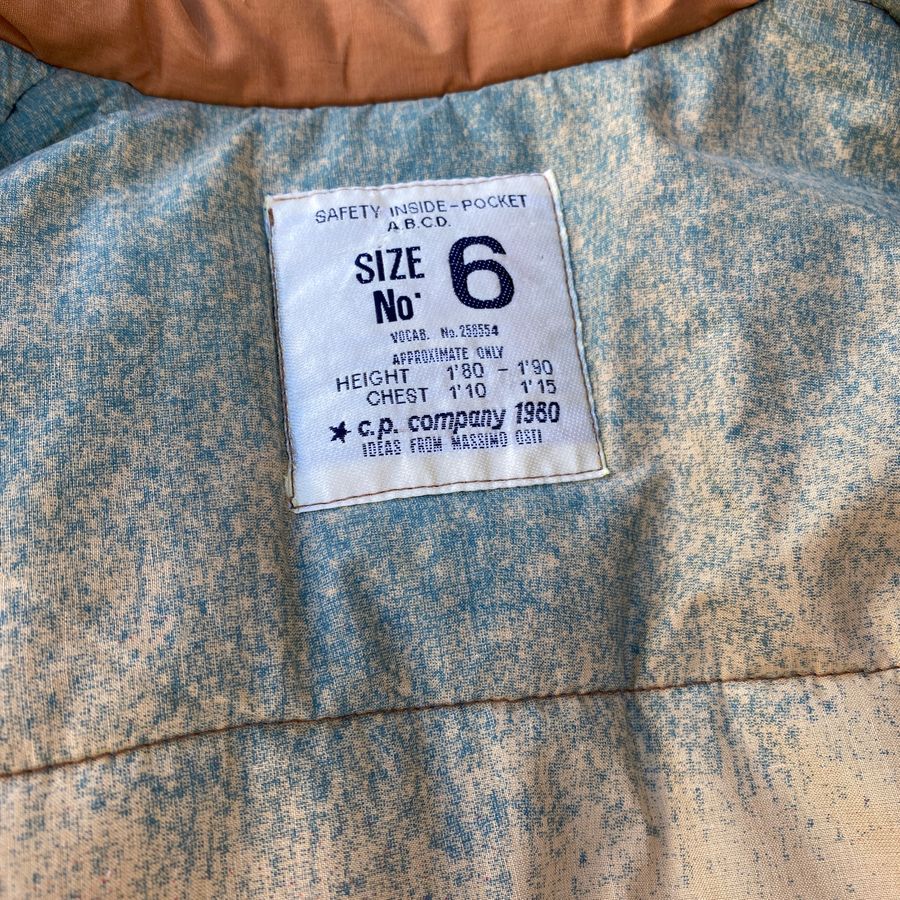 SAFETY INSIDE-POCKET
A.B.C.D.
SIZE 6
No.
VOCAB. No.258554
APPROXIMATE ONLY
HEIGHT 1'80 - 1'90
CHEST 1'10 1'15
★ c.p. company 1980
IDEAS FROM MASSIMO OSTI